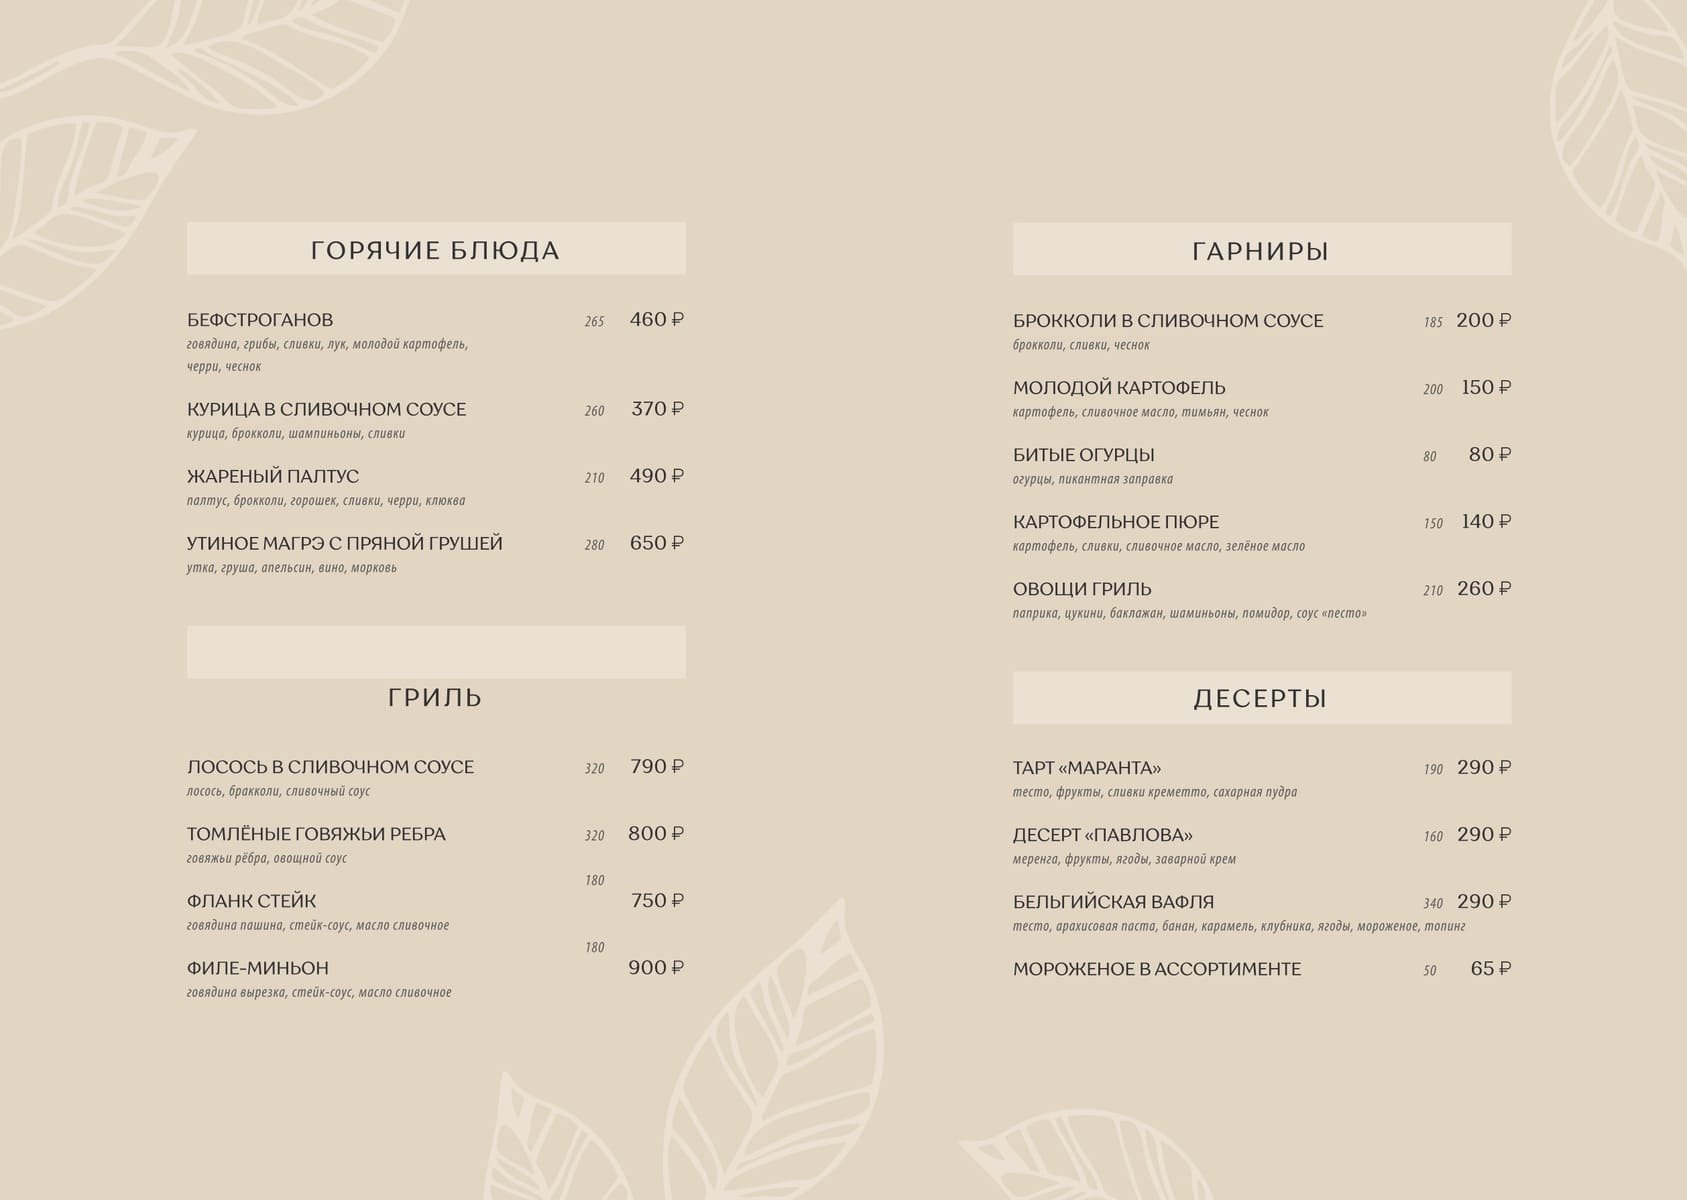 ГОРЯЧИЕ БЛЮДА
БЕФСТРОГАНОВ 265 460 ₽
говядина, грибы, сливки, лук, молодой картофель,
черри, чеснок
КУРИЦА В СЛИВОЧНОМ СОУСЕ 260 370 ₽
курица, брокколи, шампиньоны, сливки
ЖАРЕНЫЙ ПАЛТУС 210 490 ₽
палтус, брокколи, горошек, сливки, черри, клюква
УТИНОЕ МАГРЭ С ПРЯНОЙ ГРУШЕЙ 280 650 ₽
утка, груша, апельсин, вино, морковь
ГРИЛЬ
ЛОСОСЬ В СЛИВОЧНОМ СОУСЕ 320 790 ₽
лосось, бракколи, сливочный соус
ТОМЛЁНЫЕ ГОВЯЖЬИ РЕБРА 320 800 ₽
говяжьи рёбра, овощной соус
180
ФЛАНК СТЕЙК 750 ₽
говядина пашина, стейк-соус, масло сливочное
180
ФИЛЕ-МИНЬОН 900 ₽
говядина вырезка, стейк-соус, масло сливочное
ГАРНИРЫ
БРОККОЛИ В СЛИВОЧНОМ СОУСЕ 185 200 ₽
брокколи, сливки, чеснок
МОЛОДОЙ КАРТОФЕЛЬ 200 150 ₽
картофель, сливочное масло, тимьян, чеснок
БИТЫЕ ОГУРЦЫ 80 80 ₽
огурцы, пикантная заправка
КАРТОФЕЛЬНОЕ ПЮРЕ 150 140 ₽
картофель, сливки, сливочное масло, зелёное масло
ОВОЩИ ГРИЛЬ 210 260 ₽
паприка, цукини, баклажан, шаминьоны, помидор, соус «песто»
ДЕСЕРТЫ
ТАРТ «МАРАНТА» 190 290 ₽
тесто, фрукты, сливки креметто, сахарная пудра
ДЕСЕРТ «ПАВЛОВА» 160 290 ₽
меренга, фрукты, ягоды, заварной крем
БЕЛЬГИЙСКАЯ ВАФЛЯ 340 290 ₽
тесто, арахисовая паста, банан, карамель, клубника, ягоды, мороженое, топинг
МОРОЖЕНОЕ В АССОРТИМЕНТЕ 50 65 ₽